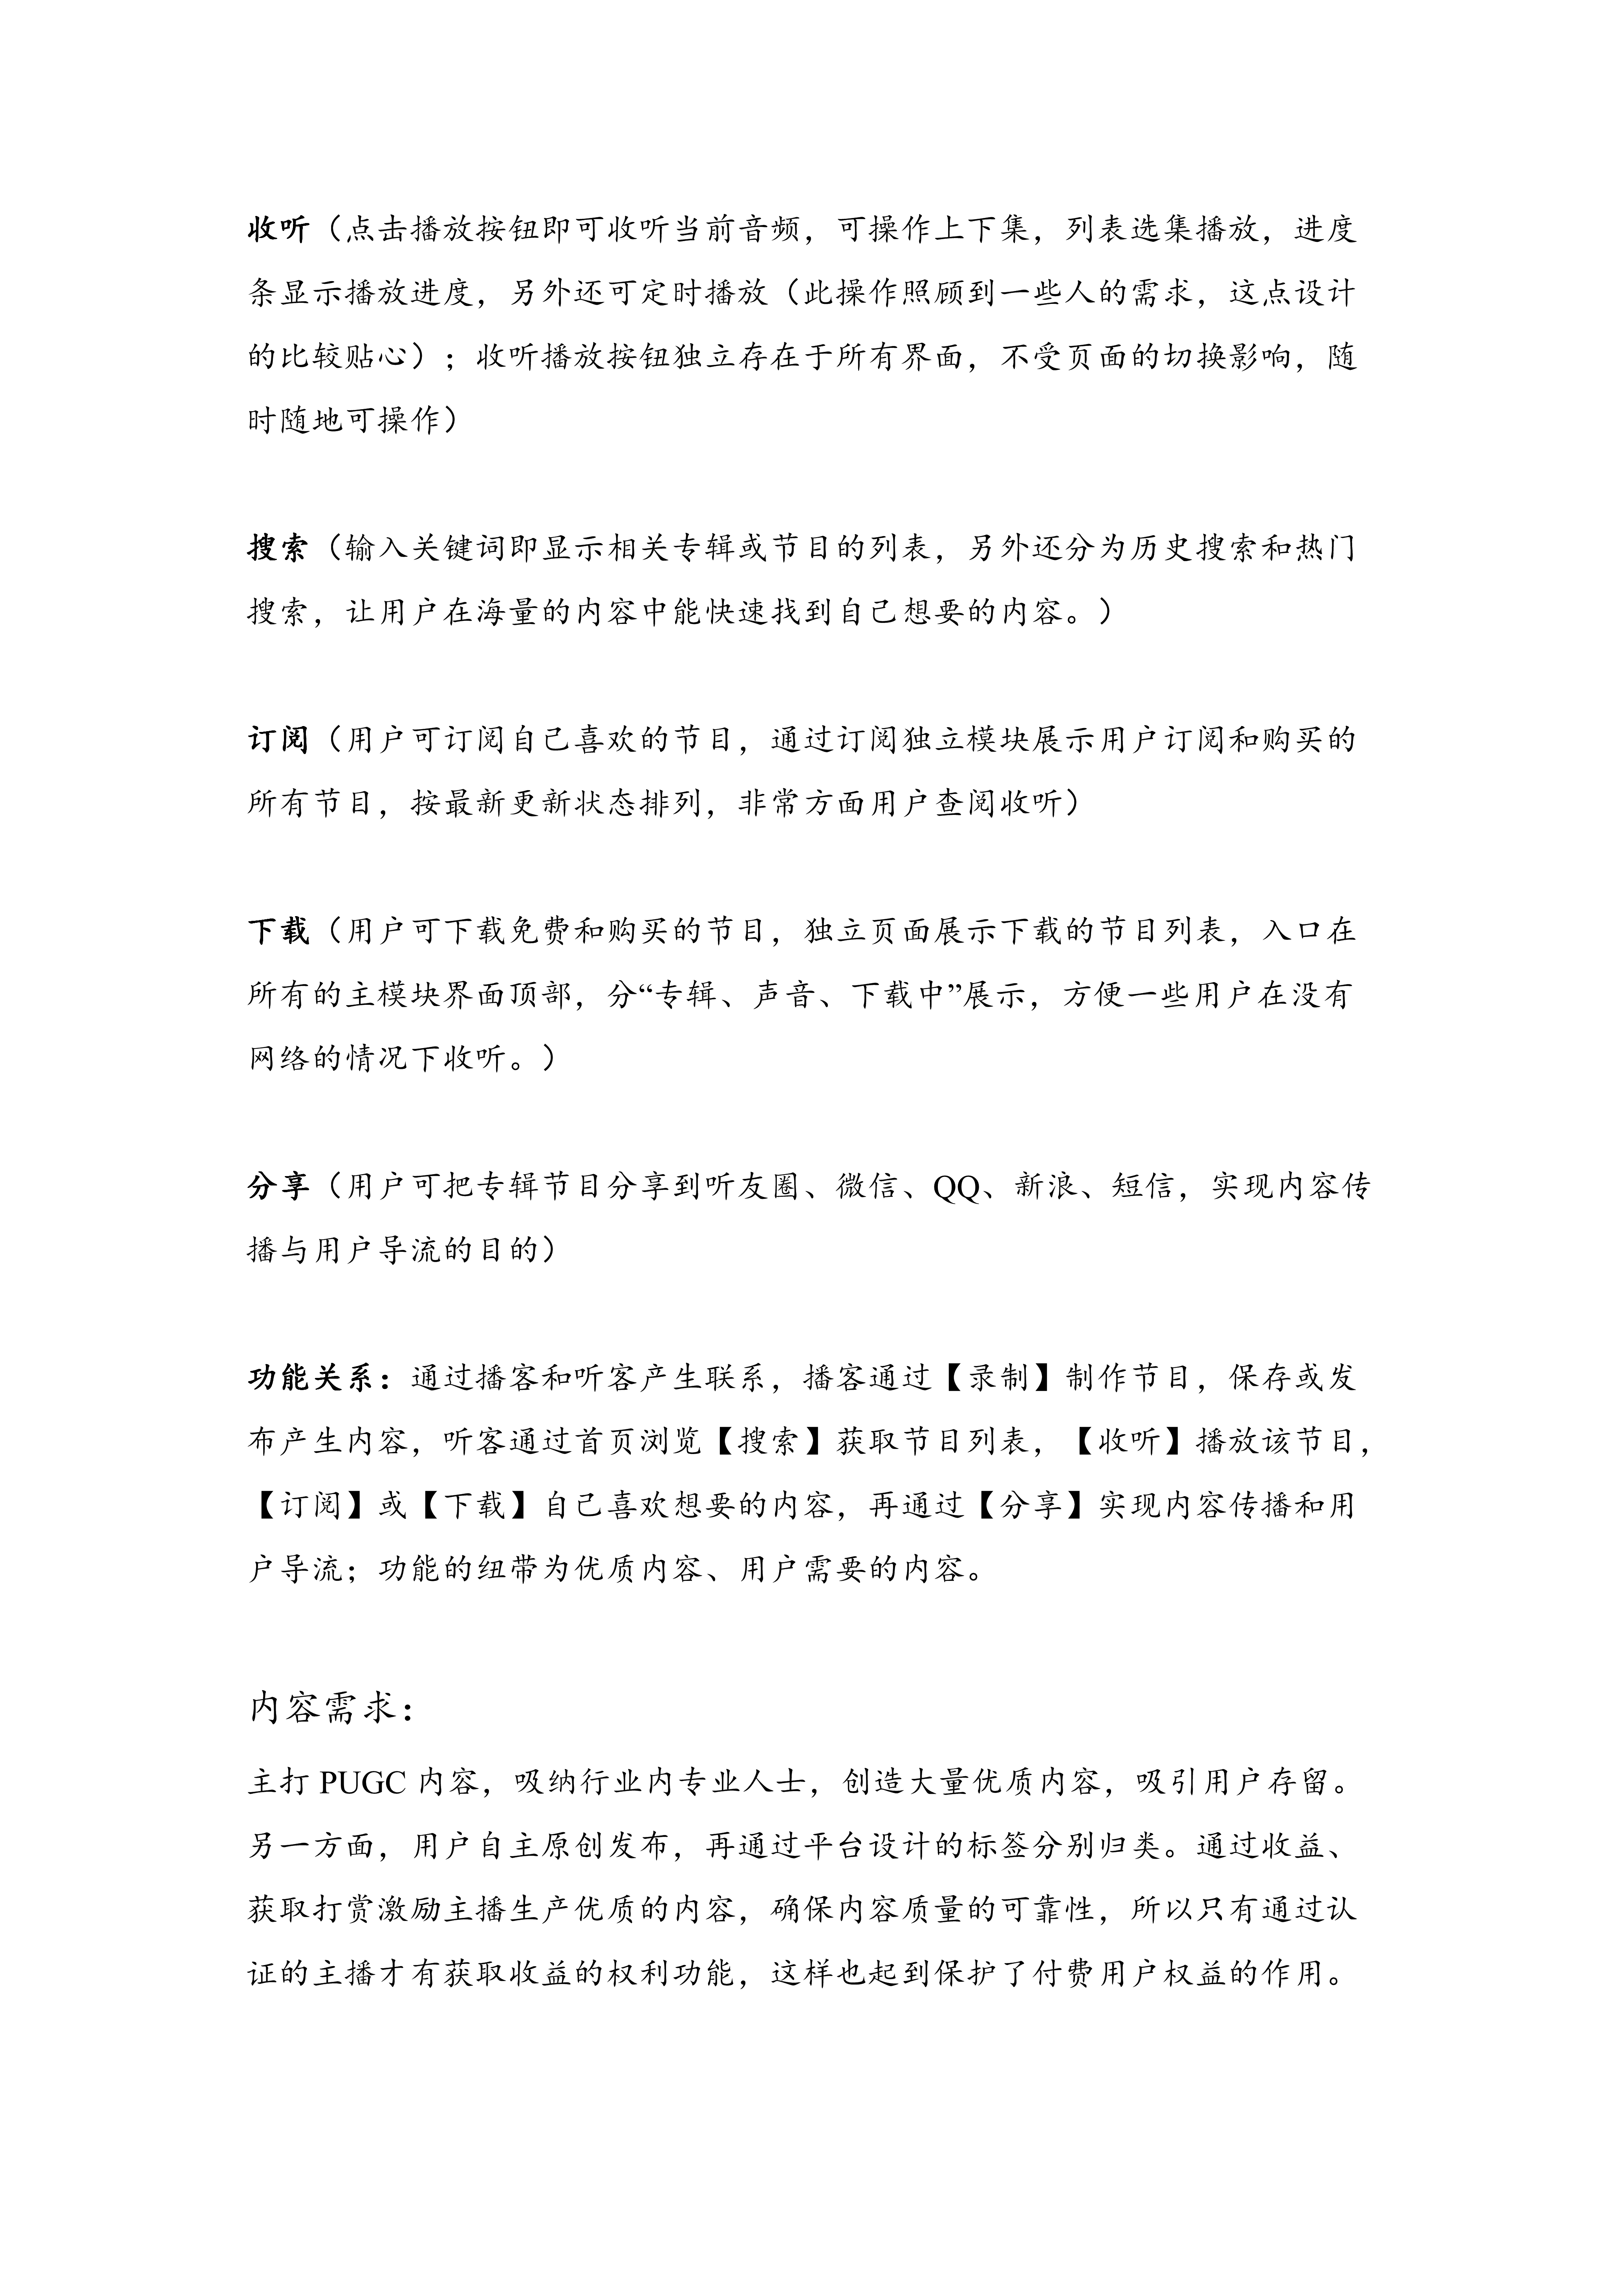 收听（点击播放按钮即可收听当前音频，可操作上下集，列表选集播放，进度
条显示播放进度，另外还可定时播放（此操作照顾到一些人的需求，这点设计
的比较贴心）；收听播放按钮独立存在于所有界面，不受页面的切换影响，随
时随地可操作）
搜索（输入关键词即显示相关专辑或节目的列表，另外还分为历史搜索和热门
搜索，让用户在海量的内容中能快速找到自己想要的内容。）
订阅（用户可订阅自己喜欢的节目，通过订阅独立模块展示用户订阅和购买的
所有节目，按最新更新状态排列，非常方面用户查阅收听）
下载（用户可下载免费和购买的节目，独立页面展示下载的节目列表，入口在
所有的主模块界面顶部，分“专辑、声音、下载中”展示，方便一些用户在没有
网络的情况下收听。）
分享（用户可把专辑节目分享到听友圈、微信、QQ、新浪、短信，实现内容传
播与用户导流的目的）
功能关系：通过播客和听客产生联系，播客通过【录制】制作节目，保存或发
布产生内容，听客通过首页浏览【搜索】获取节目列表，【收听】播放该节目，
【订阅】或【下载】自己喜欢想要的内容，再通过【分享】实现内容传播和用
户导流；功能的纽带为优质内容、用户需要的内容。
内容需求：
主打 PUGC 内容，吸纳行业内专业人士，创造大量优质内容，吸引用户存留。
另一方面，用户自主原创发布，再通过平台设计的标签分别归类。通过收益、
获取打赏激励主播生产优质的内容，确保内容质量的可靠性，所以只有通过认
证的主播才有获取收益的权利功能，这样也起到保护了付费用户权益的作用。